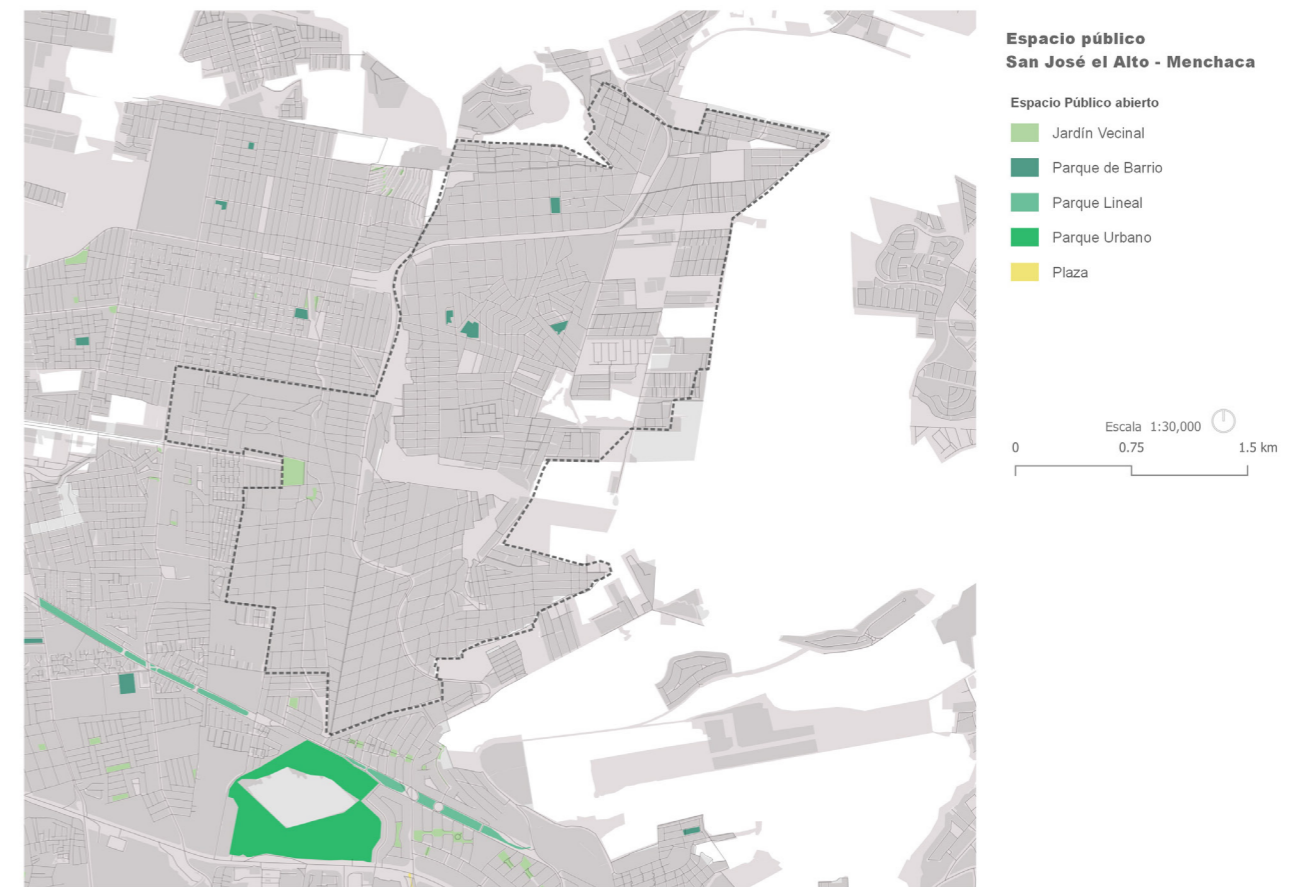 Espacio público
San José el Alto - Menchaca
Espacio Público abierto
Jardín Vecinal
Parque de Barrio
Parque Lineal
Parque Urbano
Plaza
Escala 1:30,000
0 0.75 1.5 km